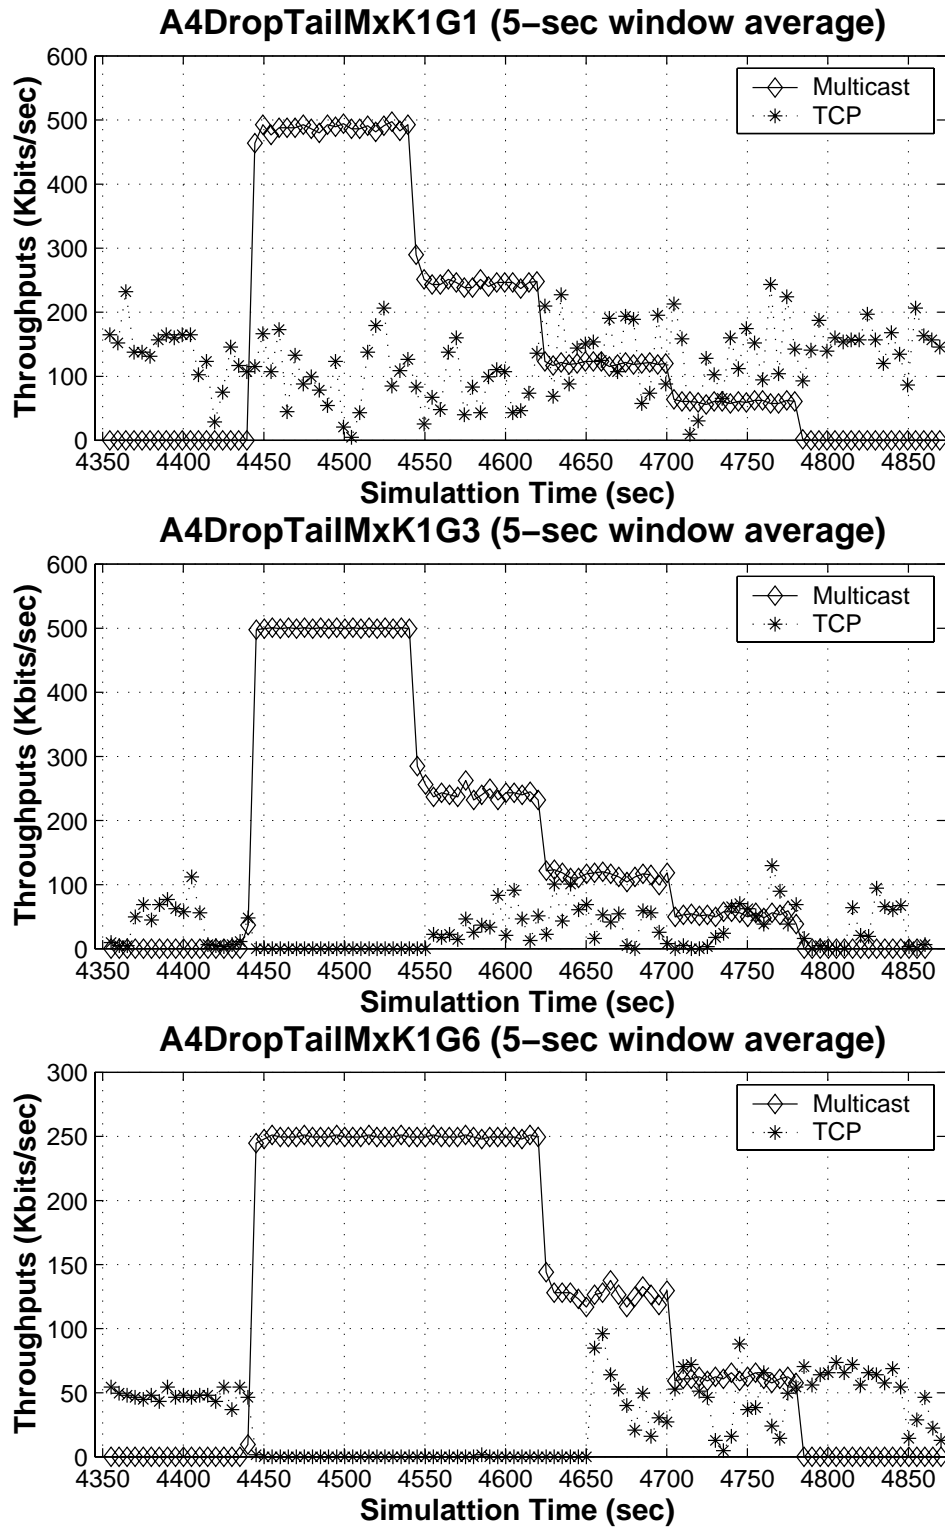 A4DropTailMxK1G1 (5−sec window average)
Throughputs (Kbits/sec)
600
500
400
300
200
100
0
Multicast
TCP
4350 4400 4450 4500 4550 4600 4650 4700 4750 4800 4850
Simulattion Time (sec)
A4DropTailMxK1G3 (5−sec window average)
Throughputs (Kbits/sec)
600
500
400
300
200
100
0
Multicast
TCP
4350 4400 4450 4500 4550 4600 4650 4700 4750 4800 4850
Simulattion Time (sec)
A4DropTailMxK1G6 (5−sec window average)
Throughputs (Kbits/sec)
300
250
200
150
100
50
0
Multicast
TCP
4350 4400 4450 4500 4550 4600 4650 4700 4750 4800 4850
Simulattion Time (sec)